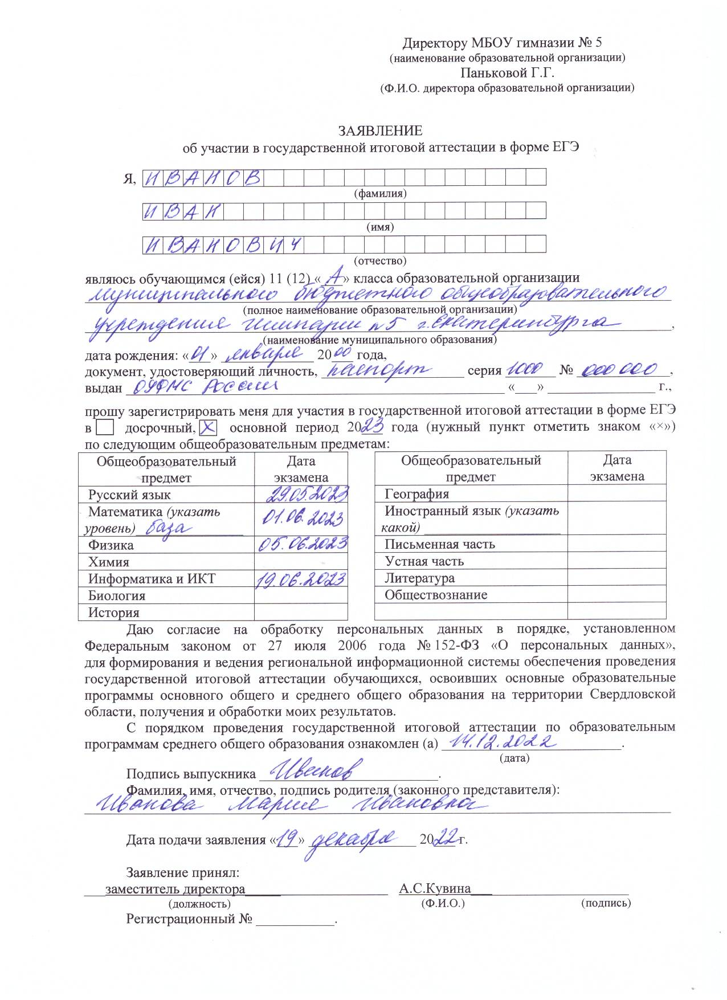 Директору МБОУ гимназии № 5
(наименование образовательной организации)
Паньковой Г.Г.
(Ф.И.О. директора образовательной организации)
ЗАЯВЛЕНИЕ
об участии в государственной итоговой аттестации в форме ЕГЭ
Я, ИВАНОВ
(фамилия)
ИВАН
(имя)
ИВАНОВИЧ
(отчество)
являюсь обучающимся (ейся) 11 (12) «А» класса образовательной организации
Муниципального бюджетного общеобразовательного
(полное наименование образовательной организации)
учреждения гимназии №5 г.Екатеринбурга,
(наименование муниципального образования)
дата рождения: «01» января 2000 года,
документ, удостоверяющий личность, паспорт серия 1000 № 000 000,
выдан ОУФМС России «___» _______________ г.,
прошу зарегистрировать меня для участия в государственной итоговой аттестации в форме ЕГЭ
в ☐ досрочный, ☒ основной период 2023 года (нужный пункт отметить знаком «×»)
по следующим общеобразовательным предметам:
Общеобразовательный предмет Дата экзамена
Русский язык 29.05.2023
Математика (указать
уровень) база 01.06.2023
Физика 05.06.2023
Химия
Информатика и ИКТ 19.06.2023
Биология
История
Общеобразовательный предмет Дата экзамена
География
Иностранный язык (указать
какой) ___________________
Письменная часть
Устная часть
Литература
Обществознание
Даю согласие на обработку персональных данных в порядке, установленном
Федеральным законом от 27 июля 2006 года № 152-ФЗ «О персональных данных»,
для формирования и ведения региональной информационной системы обеспечения проведения
государственной итоговой аттестации обучающихся, освоивших основные образовательные
программы основного общего и среднего общего образования на территории Свердловской
области, получения и обработки моих результатов.
С порядком проведения государственной итоговой аттестации по образовательным
программам среднего общего образования ознакомлен (а) 14.12.2022.
(дата)
Подпись выпускника Иванов.
Фамилия, имя, отчество, подпись родителя (законного представителя):
Иванова Мария Ивановна
Дата подачи заявления «19» декабря 2022 г.
Заявление принял:
заместитель директора А.С.Кувина
(должность) (Ф.И.О.) (подпись)
Регистрационный № ___________.